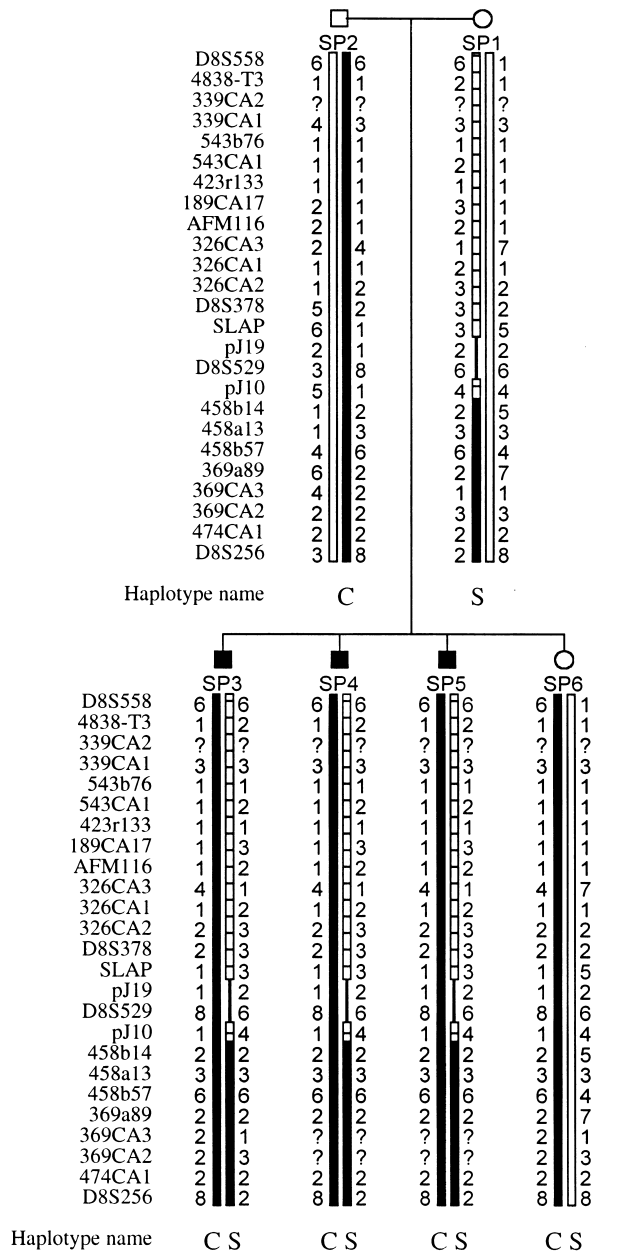 SP2 SP1
D8S558 6 6 6 1
4838-T3 1 1 2 1
339CA2 ? ? ? ?
339CA1 4 3 3 3
543b76 1 1 1 1
543CA1 1 1 2 1
423r133 1 1 1 1
189CA17 2 1 3 1
AFM116 2 1 2 1
326CA3 2 4 1 7
326CA1 1 1 2 1
326CA2 1 2 3 2
D8S378 5 2 3 2
SLAP 6 1 3 5
pJ19 2 1 2 2
D8S529 3 8 6 6
pJ10 5 1 4 4
458b14 1 2 2 5
458a13 1 3 3 3
458b57 4 6 6 4
369a89 6 2 2 7
369CA3 4 2 1 1
369CA2 2 2 3 3
474CA1 2 2 2 2
D8S256 3 8 2 8
Haplotype name C S
SP3 SP4 SP5 SP6
D8S558 6 6 6 6 6 6 6 1
4838-T3 1 2 1 2 1 2 1 1
339CA2 ? ? ? ? ? ? ? ?
339CA1 3 3 3 3 3 3 3 3
543b76 1 1 1 1 1 1 1 1
543CA1 1 2 1 2 1 2 1 1
423r133 1 1 1 1 1 1 1 1
189CA17 1 3 1 3 1 3 1 1
AFM116 1 2 1 2 1 2 1 1
326CA3 4 1 4 1 4 1 4 7
326CA1 1 2 1 2 1 2 1 1
326CA2 2 3 2 3 2 3 2 2
D8S378 2 3 2 3 2 3 2 2
SLAP 1 3 1 3 1 3 1 5
pJ19 1 2 1 2 1 2 1 2
D8S529 8 6 8 6 8 6 8 6
pJ10 1 4 1 4 1 4 1 4
458b14 2 2 2 2 2 2 2 5
458a13 3 3 3 3 3 3 3 3
458b57 6 6 6 6 6 6 6 4
369a89 2 2 2 2 2 2 2 7
369CA3 2 1 ? ? ? ? 2 1
369CA2 2 3 ? ? ? ? 2 3
474CA1 2 2 2 2 2 2 2 2
D8S256 8 2 8 2 8 2 8 8
Haplotype name C S C S C S C S